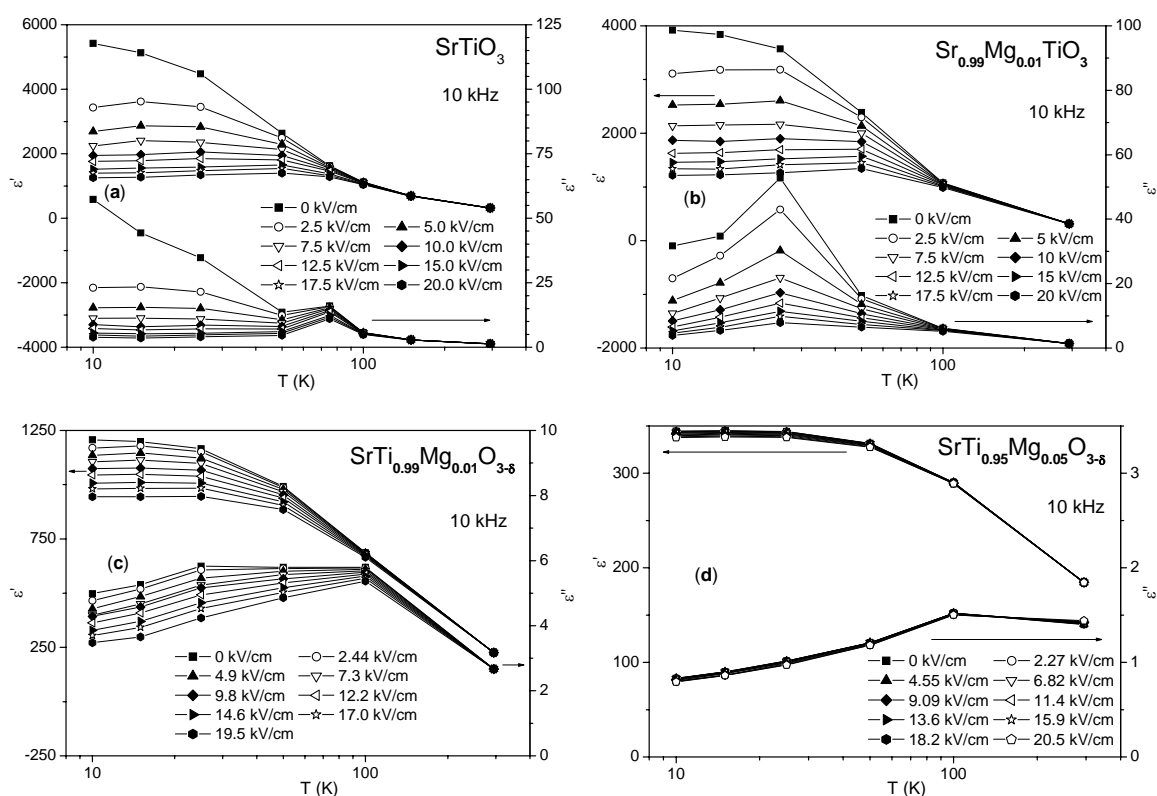 6000
4000
2000
0
-2000
-4000
ε'
125
100
75
50
25
0
ε''
SrTiO3
10 kHz
(a)
0 kV/cm
2.5 kV/cm
5.0 kV/cm
7.5 kV/cm
10.0 kV/cm
12.5 kV/cm
15.0 kV/cm
17.5 kV/cm
20.0 kV/cm
10
100
T (K)
4000
2000
0
-2000
ε'
100
80
60
40
20
0
ε''
Sr0.99Mg0.01TiO3
10 kHz
(b)
0 kV/cm
2.5 kV/cm
5 kV/cm
7.5 kV/cm
10 kV/cm
12.5 kV/cm
15 kV/cm
17.5 kV/cm
20 kV/cm
10
100
T (K)
1250
750
250
-250
ε'
10
8
6
4
2
0
ε''
SrTi0.99Mg0.01O3-δ
10 kHz
(c)
0 kV/cm
2.44 kV/cm
4.9 kV/cm
7.3 kV/cm
9.8 kV/cm
12.2 kV/cm
14.6 kV/cm
17.0 kV/cm
19.5 kV/cm
10
100
T (K)
300
200
100
0
ε'
3
2
1
0
ε''
SrTi0.95Mg0.05O3-δ
10 kHz
(d)
0 kV/cm
2.27 kV/cm
4.55 kV/cm
6.82 kV/cm
9.09 kV/cm
11.4 kV/cm
13.6 kV/cm
15.9 kV/cm
18.2 kV/cm
20.5 kV/cm
10
100
T (K)